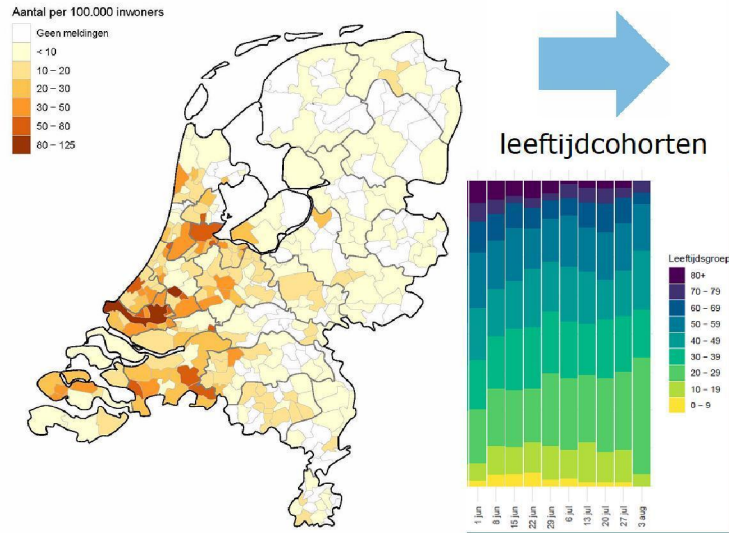 Aantal per 100.000 inwoners
Geen meldingen
< 10
10 – 20
20 – 30
30 – 50
50 – 80
80 – 125
leeftijdcohorten
Leeftijdsgroep
80+
70 – 79
60 – 69
50 – 59
40 – 49
30 – 39
20 – 29
10 – 19
0 – 9
1 jun
8 jun
15 jun
22 jun
29 jun
6 jul
13 jul
20 jul
27 jul
3 aug